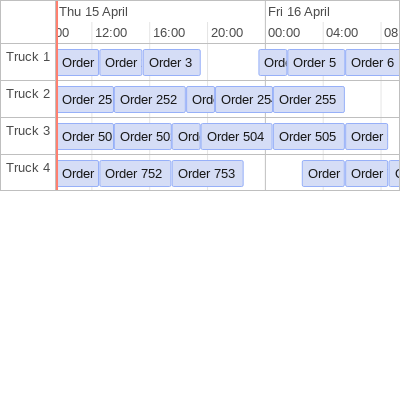 Thu 15 April Fri 16 April
00 12:00 16:00 20:00 00:00 04:00 08
Truck 1 Order Order Order 3 Ord Order 5 Order 6
Truck 2 Order 25 Order 252 Ord Order 25 Order 255
Truck 3 Order 50 Order 50 Ord Order 504 Order 505 Order
Truck 4 Order Order 752 Order 753 Order Order